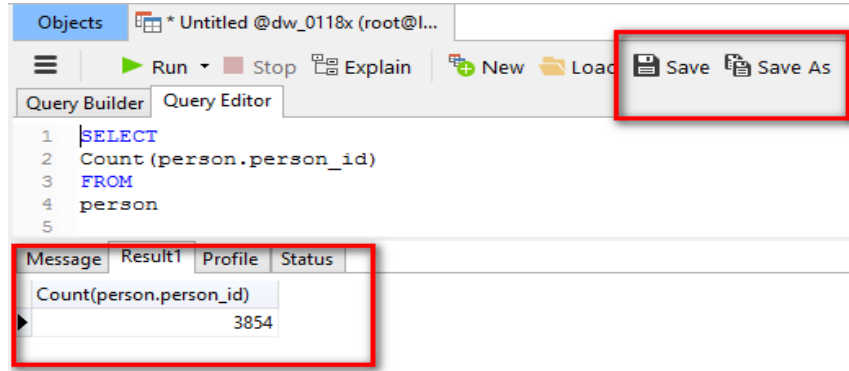 Objects * Untitled @dw_0118x (root@l...
Run Stop Explain New Load Save Save As
Query Builder Query Editor
1 SELECT
2 Count(person.person_id)
3 FROM
4 person
5
Message Result1 Profile Status
Count(person.person_id)
3854